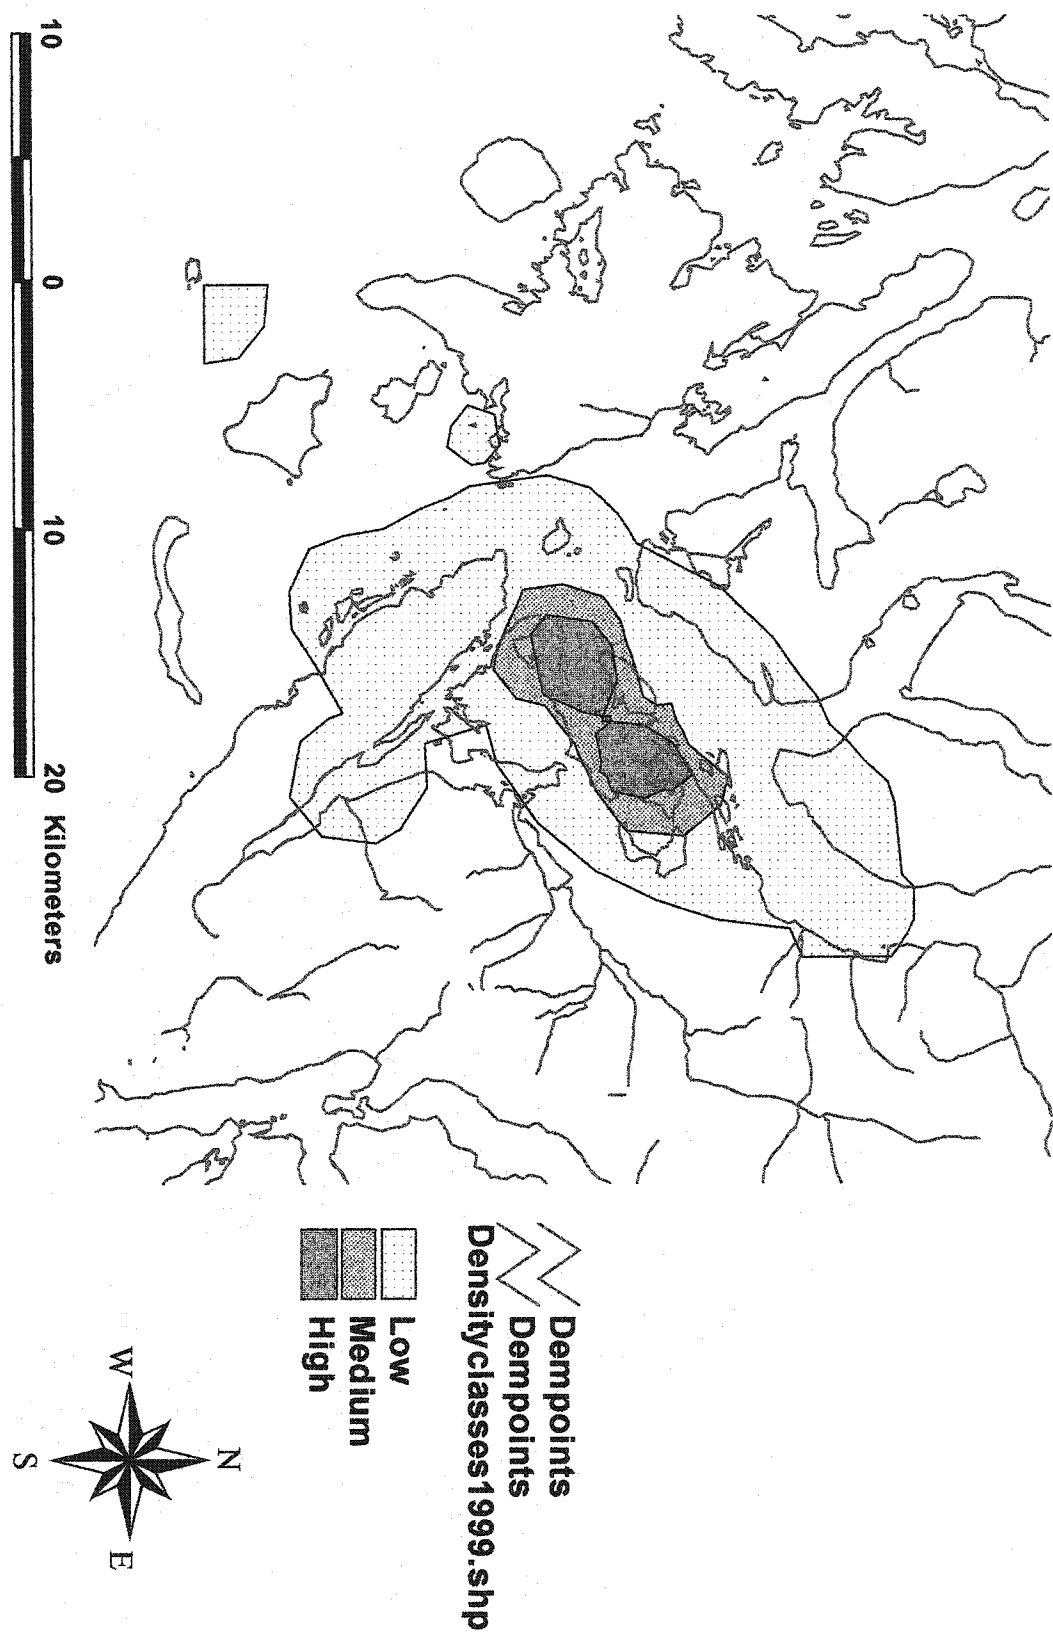 Dempoints
Dempoints
Densityclasses1999.shp
Low
Medium
High
N
W
E
S
10 0 10 20 Kilometers